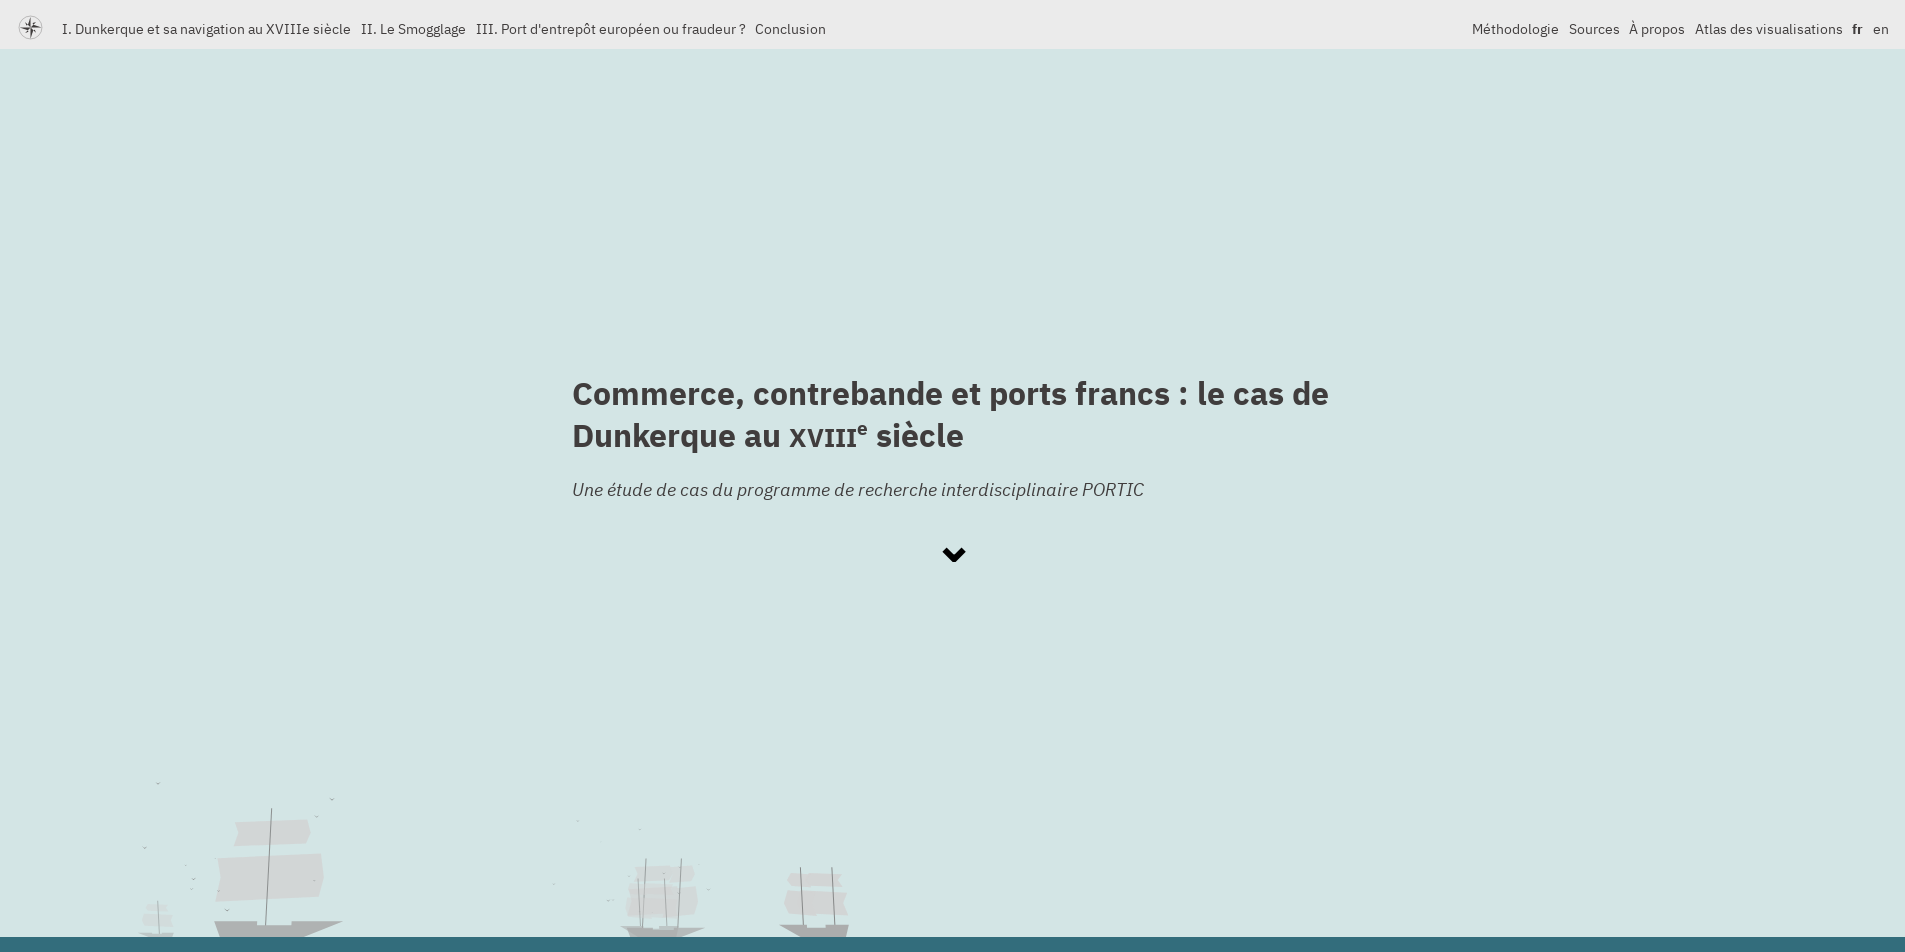 I. Dunkerque et sa navigation au XVIIIe siècle II. Le Smogglage III. Port d'entrepôt européen ou fraudeur ? Conclusion Méthodologie Sources À propos Atlas des visualisations fr en
Commerce, contrebande et ports francs : le cas de
Dunkerque au XVIIIe siècle
Une étude de cas du programme de recherche interdisciplinaire PORTIC